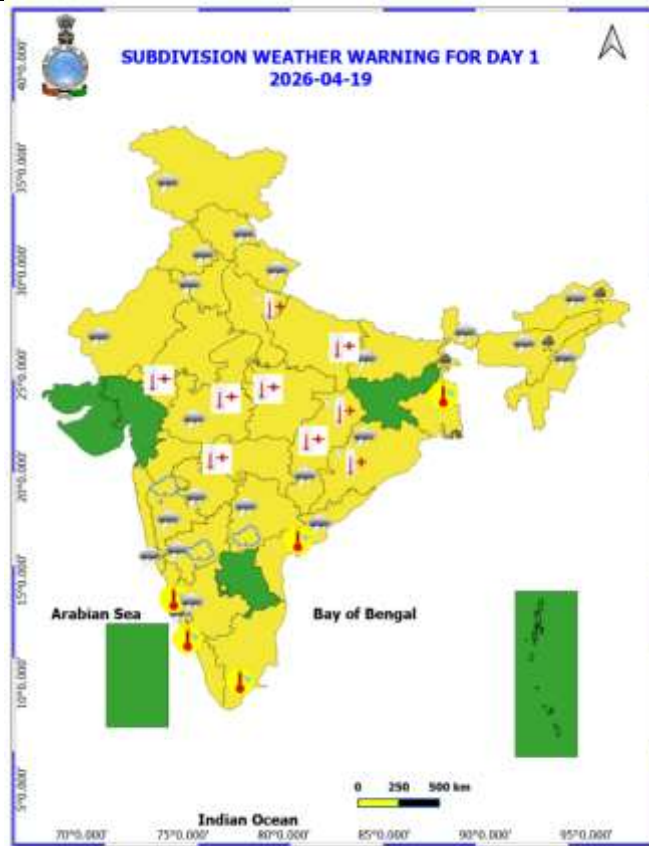 SUBDIVISION WEATHER WARNING FOR DAY 1
2026-04-19
40°0.000'
35°0.000'
30°0.000'
25°0.000'
20°0.000'
15°0.000'
10°0.000'
5°0.000'
Arabian Sea
Bay of Bengal
0 250 500 km
Indian Ocean
70°0.000' 75°0.000' 80°0.000' 85°0.000' 90°0.000' 95°0.000'